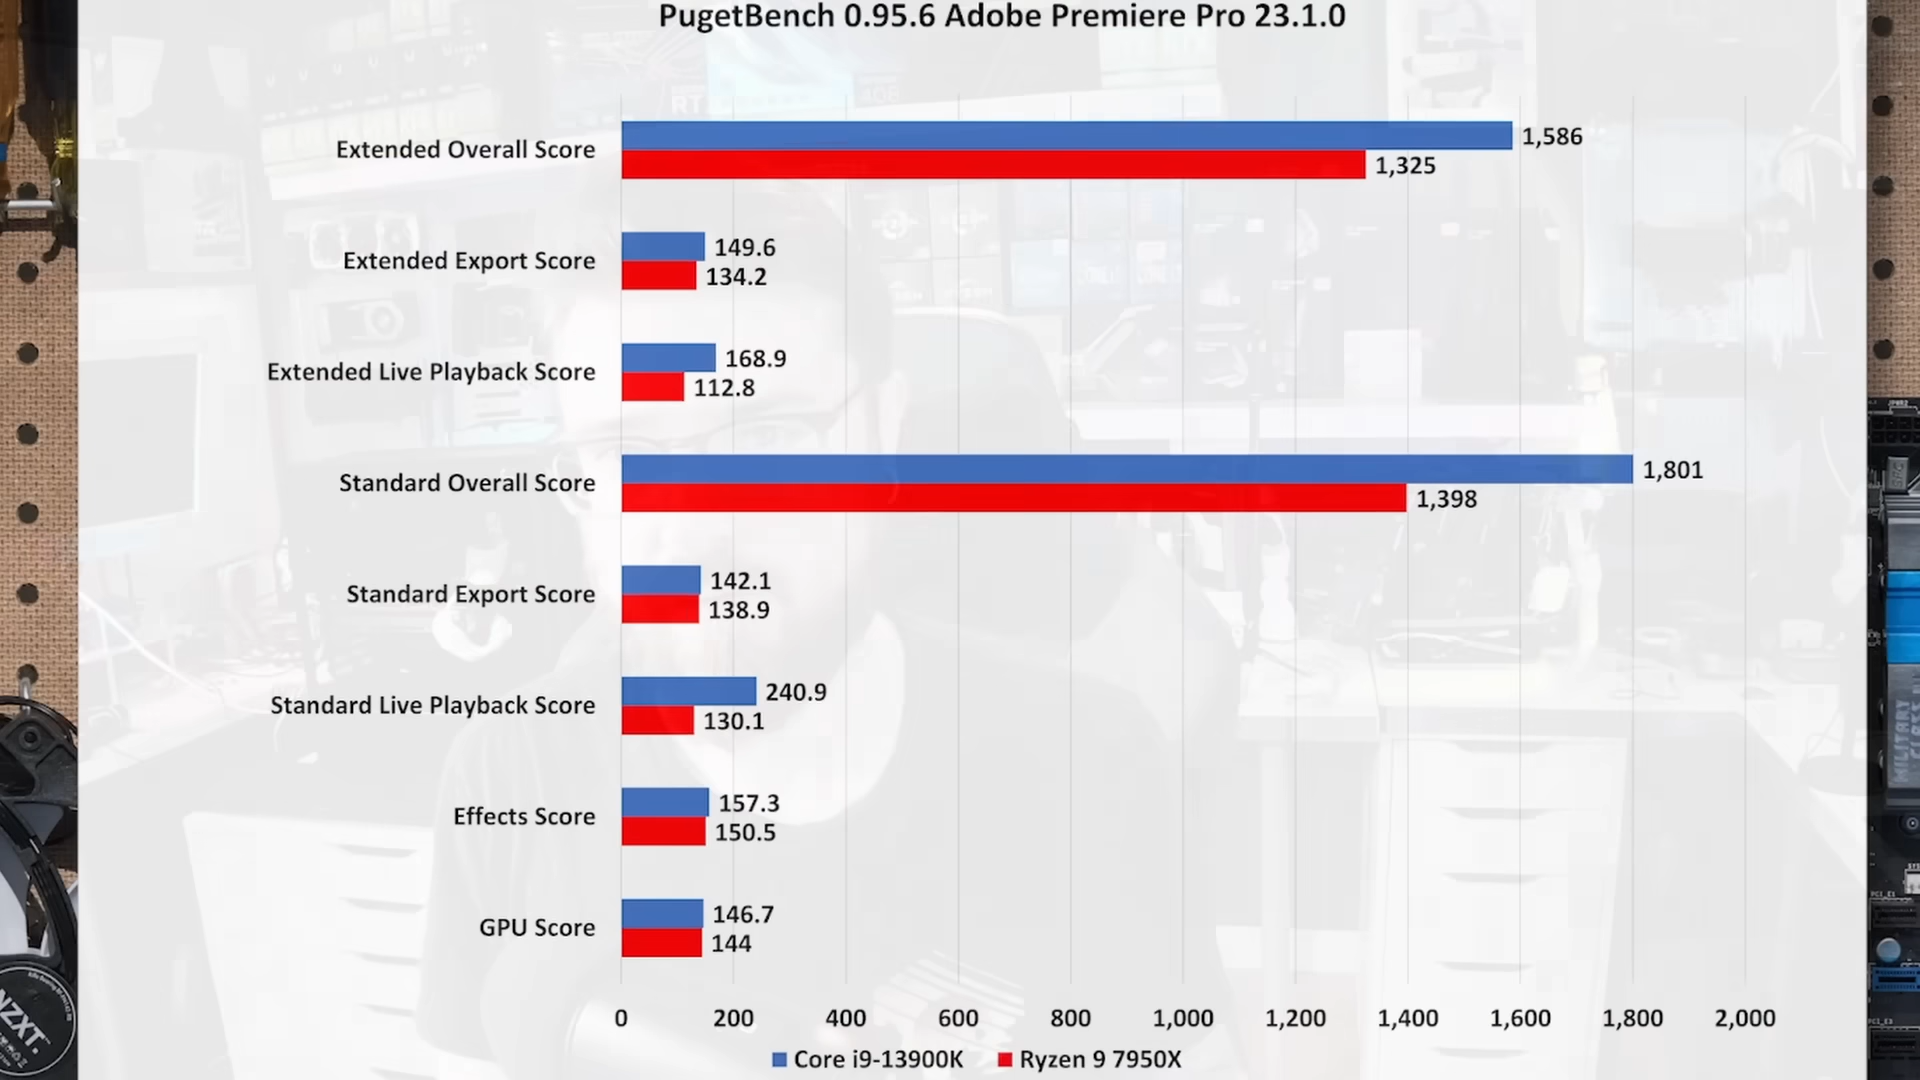 PugetBench 0.95.6 Adobe Premiere Pro 23.1.0
Extended Overall Score
1,586
1,325
Extended Export Score
149.6
134.2
Extended Live Playback Score
168.9
112.8
Standard Overall Score
1,801
1,398
Standard Export Score
142.1
138.9
Standard Live Playback Score
240.9
130.1
Effects Score
157.3
150.5
GPU Score
146.7
144
0 200 400 600 800 1,000 1,200 1,400 1,600 1,800 2,000
Core i9-13900K Ryzen 9 7950X
NZXT.
MILITARY